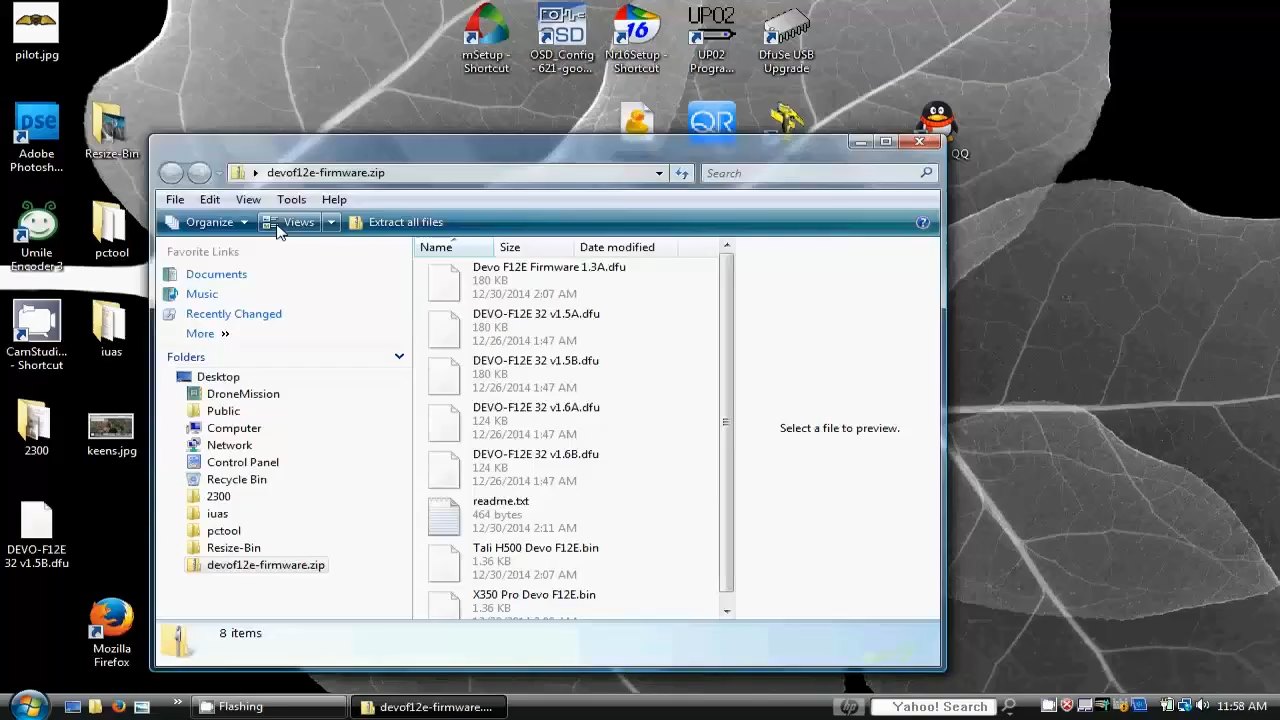 pilot.jpg
mSetup -
Shortcut
OSD_Config
- 621-goo...
Nr16Setup -
Shortcut
UP02
UP02
Progra...
DfuSe USB
Upgrade
OSD
16
pse
Adobe
Photosh...
Resize-Bin
QR
QQ
Umile
Encoder 3
pctool
CamStudi...
- Shortcut
iuas
2300
keens.jpg
DEVO-F12E
32 v1.5B.dfu
Mozilla
Firefox
devof12e-firmware.zip
Search
File Edit View Tools Help
Organize Views Extract all files
Favorite Links
Documents
Music
Recently Changed
More »
Folders
Desktop
DroneMission
Public
Computer
Network
Control Panel
Recycle Bin
2300
iuas
pctool
Resize-Bin
devof12e-firmware.zip
Name Size Date modified
Devo F12E Firmware 1.3A.dfu
180 KB
12/30/2014 2:07 AM
DEVO-F12E 32 v1.5A.dfu
180 KB
12/26/2014 1:47 AM
DEVO-F12E 32 v1.5B.dfu
180 KB
12/26/2014 1:47 AM
DEVO-F12E 32 v1.6A.dfu
124 KB
12/26/2014 1:47 AM
DEVO-F12E 32 v1.6B.dfu
124 KB
12/26/2014 1:47 AM
readme.txt
464 bytes
12/30/2014 2:11 AM
Tali H500 Devo F12E.bin
1.36 KB
12/30/2014 2:07 AM
X350 Pro Devo F12E.bin
1.36 KB
Select a file to preview.
8 items
Flashing
devof12e-firmware....
hp
Yahoo! Search
11:58 AM